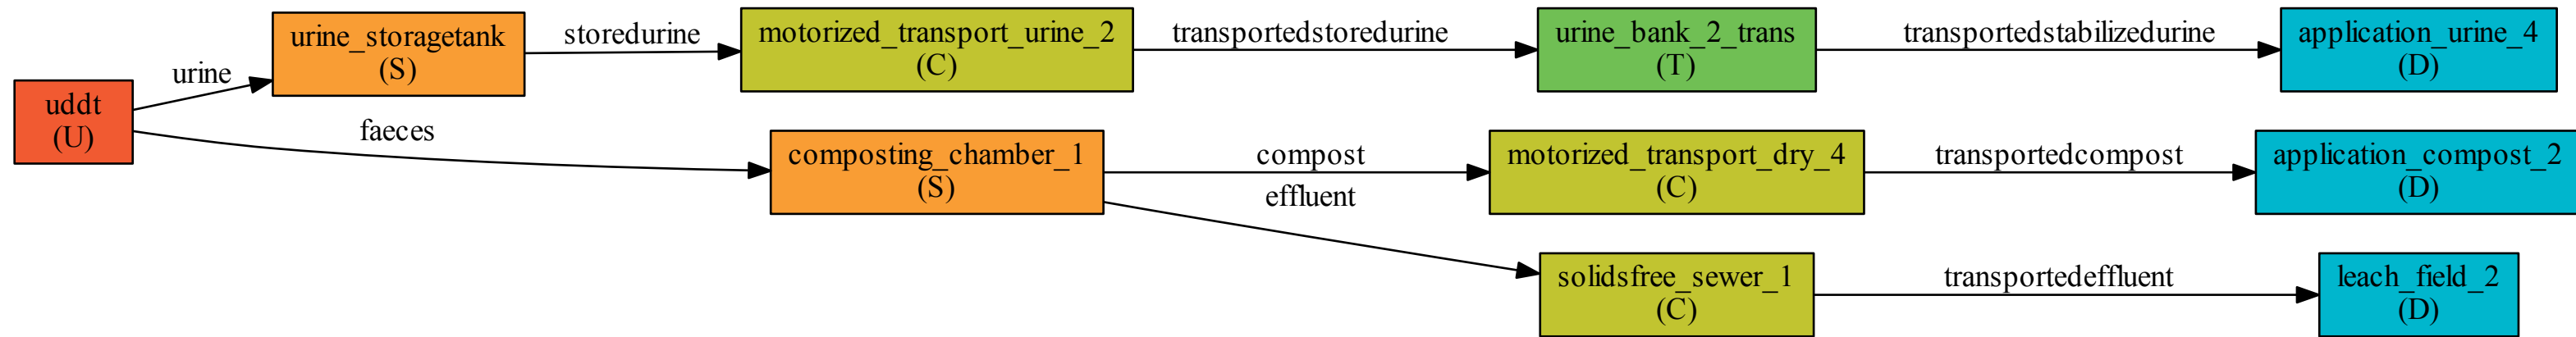 uddt
(U)
urine
faeces
urine_storagetank
(S)
storedurine
motorized_transport_urine_2
(C)
transportedstoredurine
urine_bank_2_trans
(T)
transportedstabilizedurine
application_urine_4
(D)
composting_chamber_1
(S)
compost
effluent
motorized_transport_dry_4
(C)
transportedcompost
application_compost_2
(D)
solidsfree_sewer_1
(C)
transportedeffluent
leach_field_2
(D)